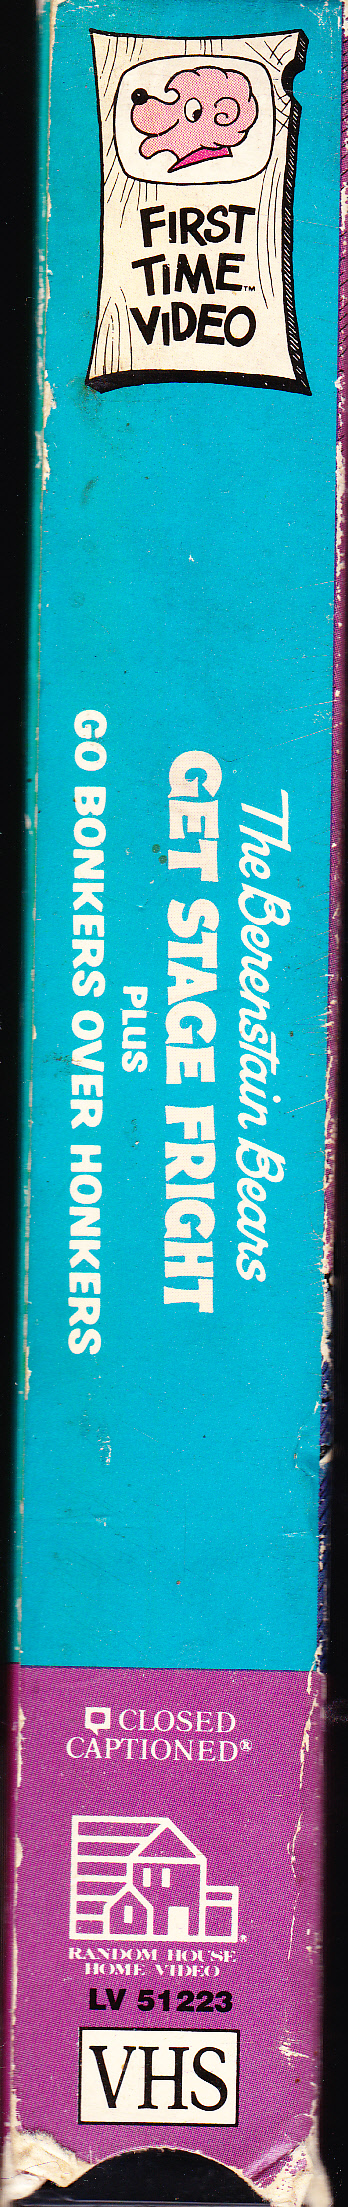 FIRST
TIME™
VIDEO
The Berenstain Bears
GET STAGE FRIGHT
PLUS
GO BONKERS OVER HONKERS
CLOSED
CAPTIONED®
RANDOM HOUSE
HOME VIDEO
®
LV 51223
VHS